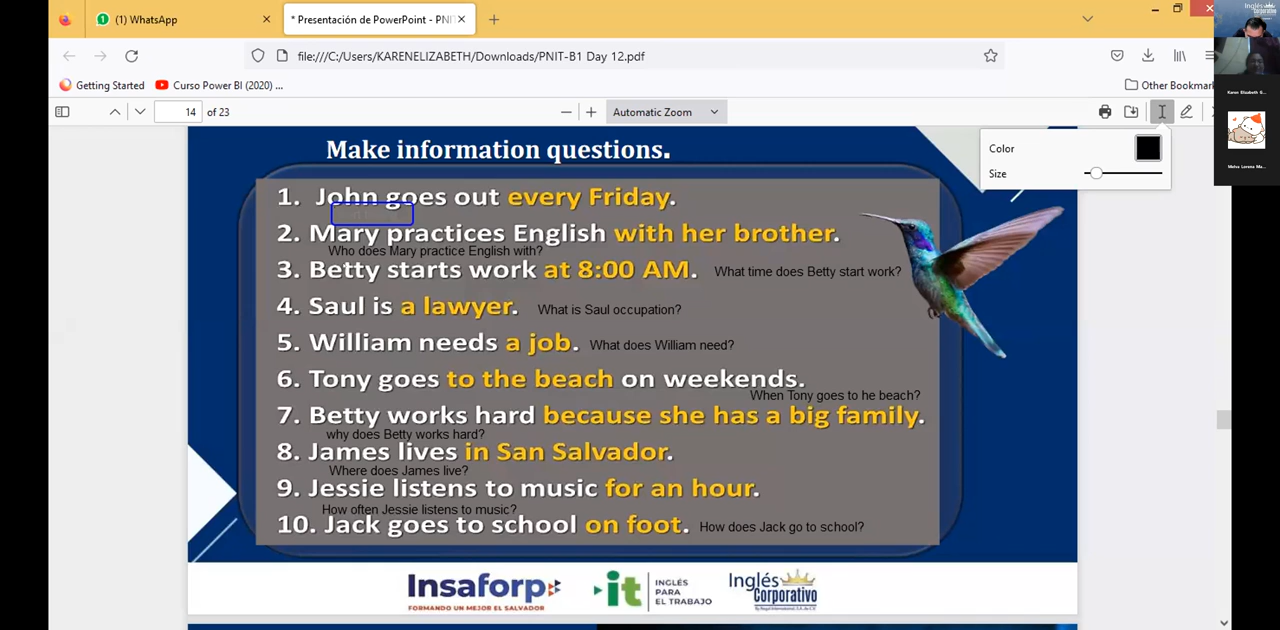 (1) WhatsApp
* Presentación de PowerPoint - PNI
file:///C:/Users/KARENELIZABETH/Downloads/PNIT-B1 Day 12.pdf
Getting Started
Curso Power BI (2020) ...
Other Bookmar
14 of 23
Automatic Zoom
Color
Size
Make information questions.
1. John goes out every Friday.
2. Mary practices English with her brother.
Who does Mary practice English with?
3. Betty starts work at 8:00 AM. What time does Betty start work?
4. Saul is a lawyer. What is Saul occupation?
5. William needs a job. What does William need?
6. Tony goes to the beach on weekends.
When Tony goes to he beach?
7. Betty works hard because she has a big family.
why does Betty works hard?
8. James lives in San Salvador.
Where does James live?
9. Jessie listens to music for an hour.
How often Jessie listens to music?
10. Jack goes to school on foot. How does Jack go to school?
Insaforp
FORMANDO UN MEJOR EL SALVADOR
it INGLÉS PARA EL TRABAJO
Inglés Corporativo
Inglés Corporativo
Karen Elizabeth G...
Melva Lorena Ma...